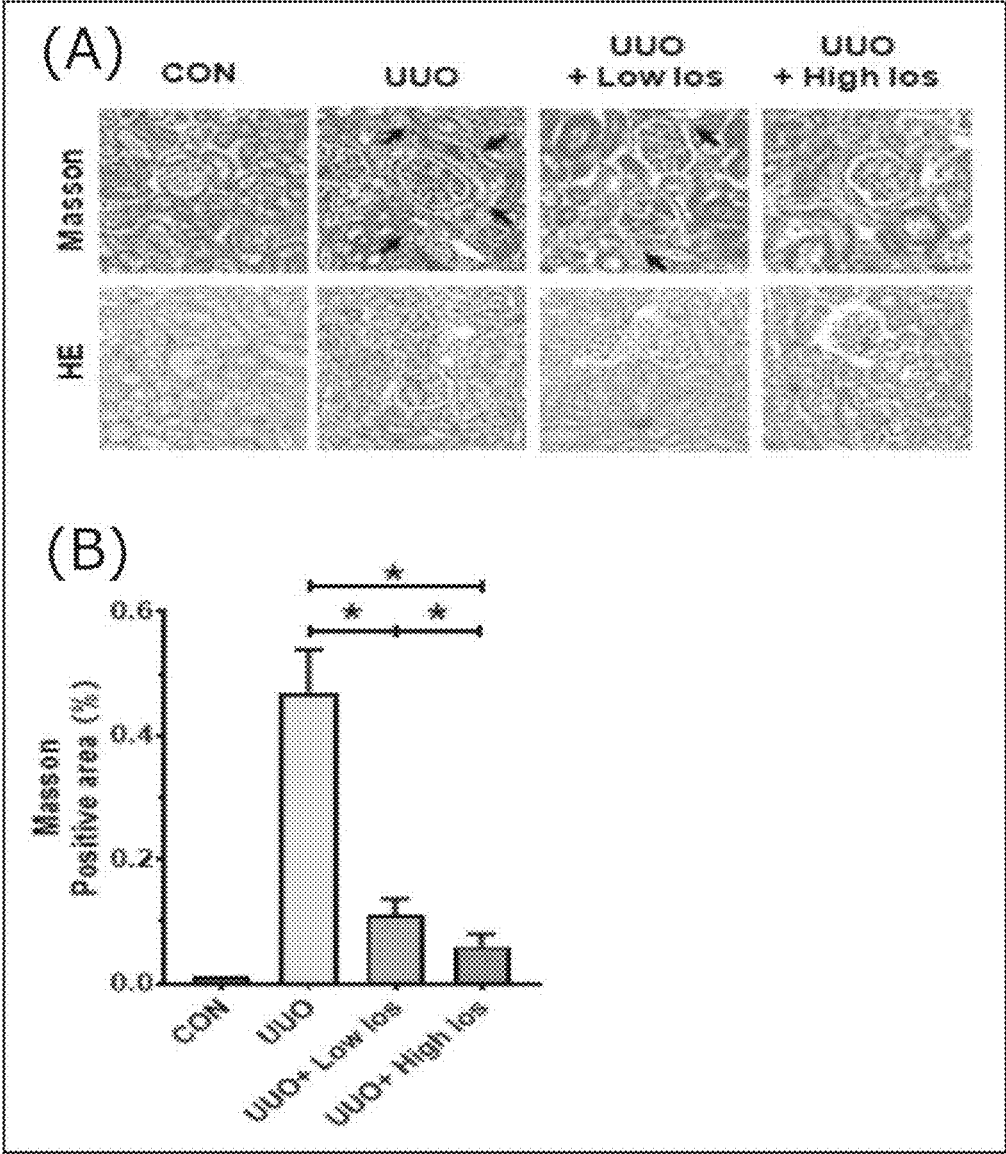 (A)
CON
UUO
UUO
+ Low los
UUO
+ High los
Masson
HE
(B)
*
*
*
0.6
0.4
0.2
0.0
Masson
Positive area (%)
CON
UUO
UUO+ Low los
UUO+ High los